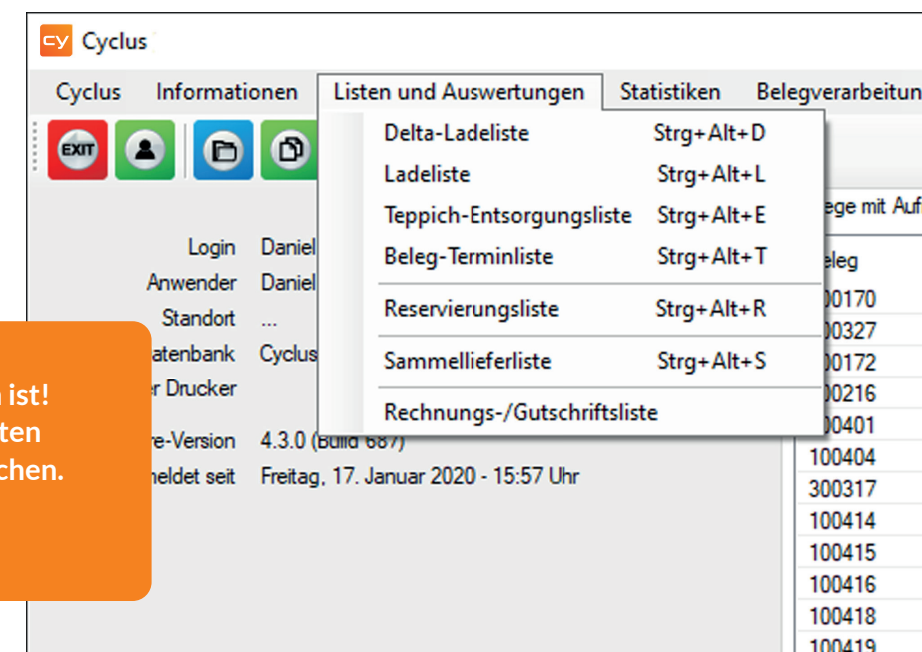 CY Cyclus
Cyclus Informationen Listen und Auswertungen Statistiken Belegverarbeitun
EXIT
Delta-Ladeliste Strg+Alt+D
Ladeliste Strg+Alt+L
Teppich-Entsorgungsliste Strg+Alt+E
Beleg-Terminliste Strg+Alt+T
Reservierungsliste Strg+Alt+R
Sammellieferliste Strg+Alt+S
Rechnungs-/Gutschriftsliste
Login Daniel
Anwender Daniel
Standort ...
atenbank Cyclus
r Drucker
re-Version 4.3.0 (Build 687)
meldet seit Freitag, 17. Januar 2020 - 15:57 Uhr
ist!
ten
chen.
ege mit Auf
eleg
00170
00327
00172
00216
00401
100404
300317
100414
100415
100416
100418
100419